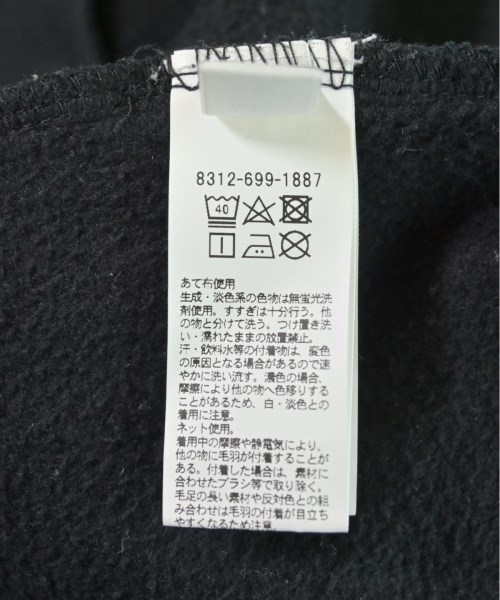 8312-699-1887
40
あて布使用
生成・淡色系の色物は無蛍光洗
剤使用。すすぎは十分行う。他
の物と分けて洗う。つけ置き洗
い・濡れたままの放置禁止。
汗・飲料水等の付着物は、変色
の原因となる場合があるので速
やかに洗い流す。濃色の場合、
摩擦により他の物へ色移りする
ことがあるため、白・淡色との
着用に注意。
ネット使用。
着用中の摩擦や静電気により、
他の物に毛羽が付着することが
ある。付着した場合は、素材に
合わせたブラシ等で取り除く。
毛足の長い素材や反対色との組
み合わせは毛羽の付着が目立ち
やすくなるため注意。